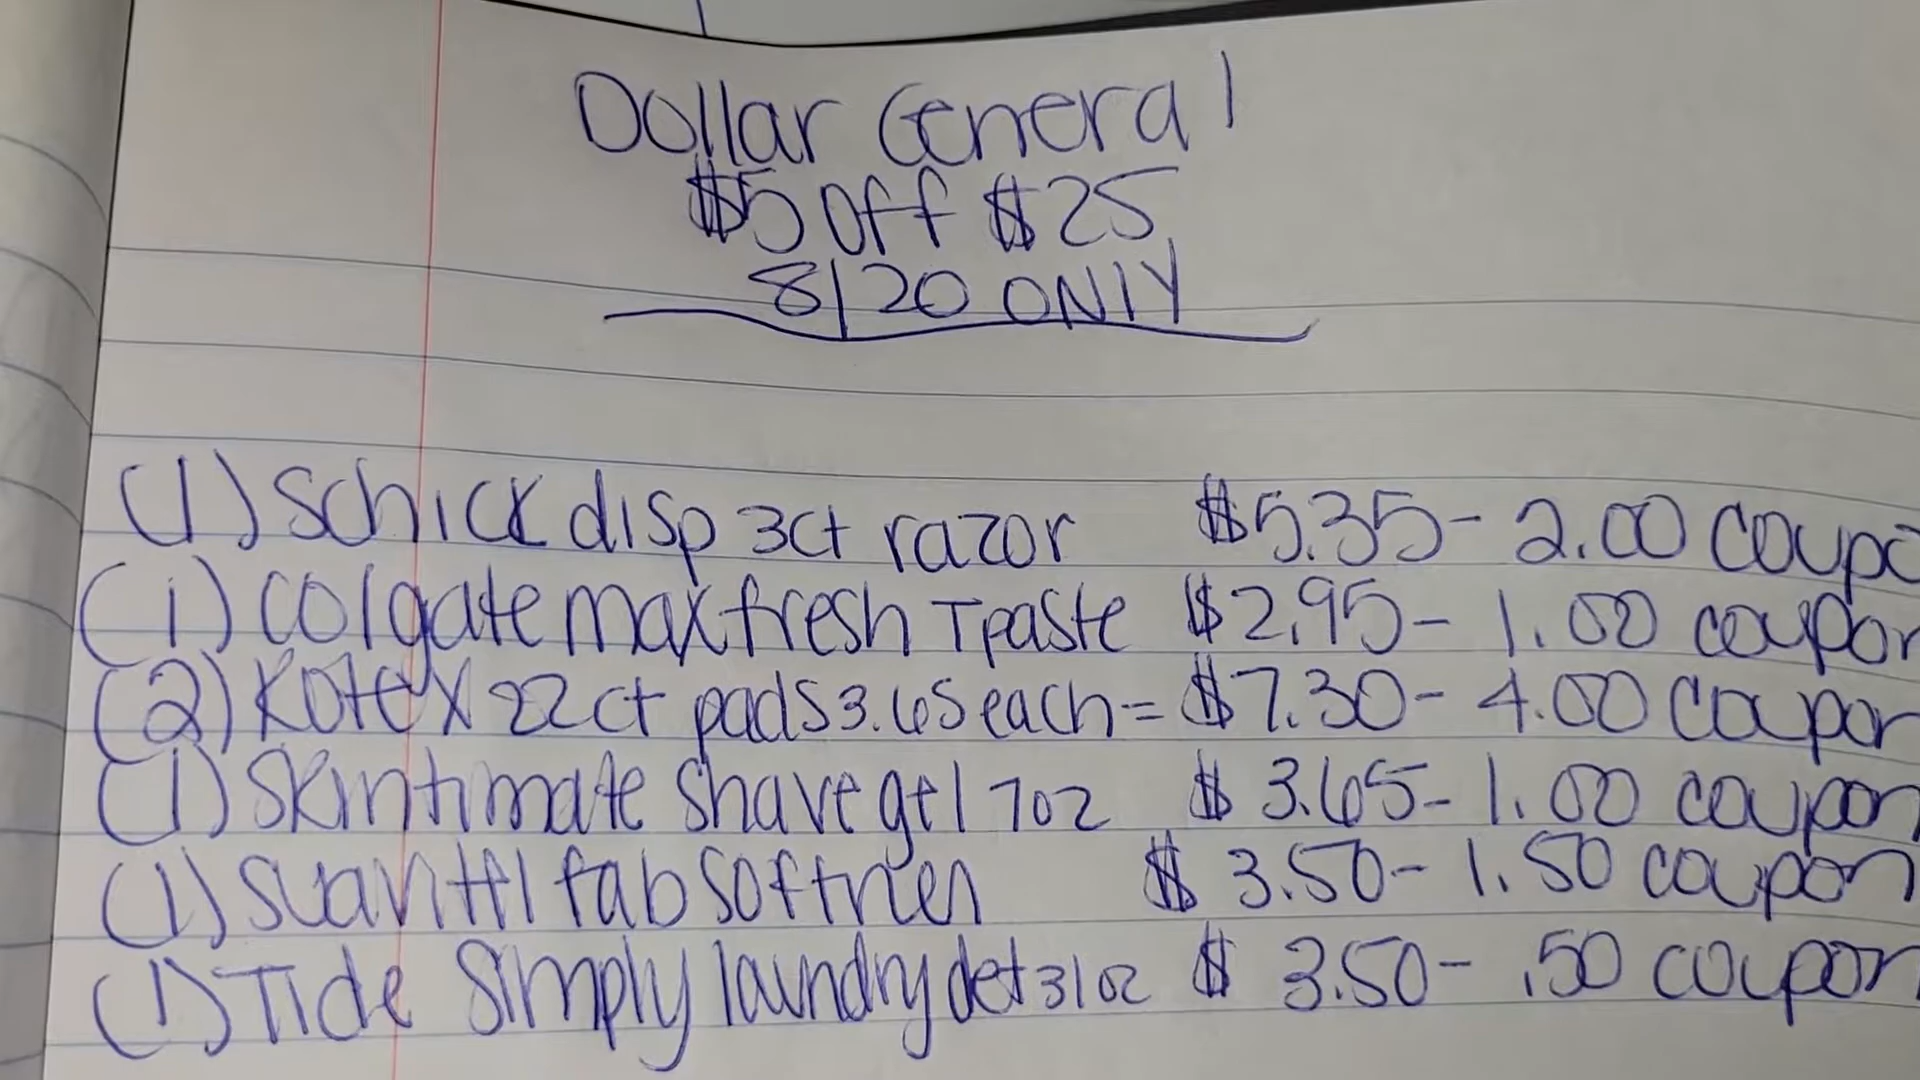 Dollar General
$5 off $25
8/20 ONLY
(1) Schick disp 3ct razor $5.35 - 2.00 coupo
(1) Colgate max fresh Tpaste $2.95 - 1.00 coupon
(2) Kotex 22ct pads 3.65 each = $7.30 - 4.00 coupon
(1) Skintimate shave gel 7oz $3.65 - 1.00 coupon
(1) Suavitel fab softner $3.50 - 1.50 coupon
(1) Tide Simply laundry det 31oz $3.50 - .50 coupon